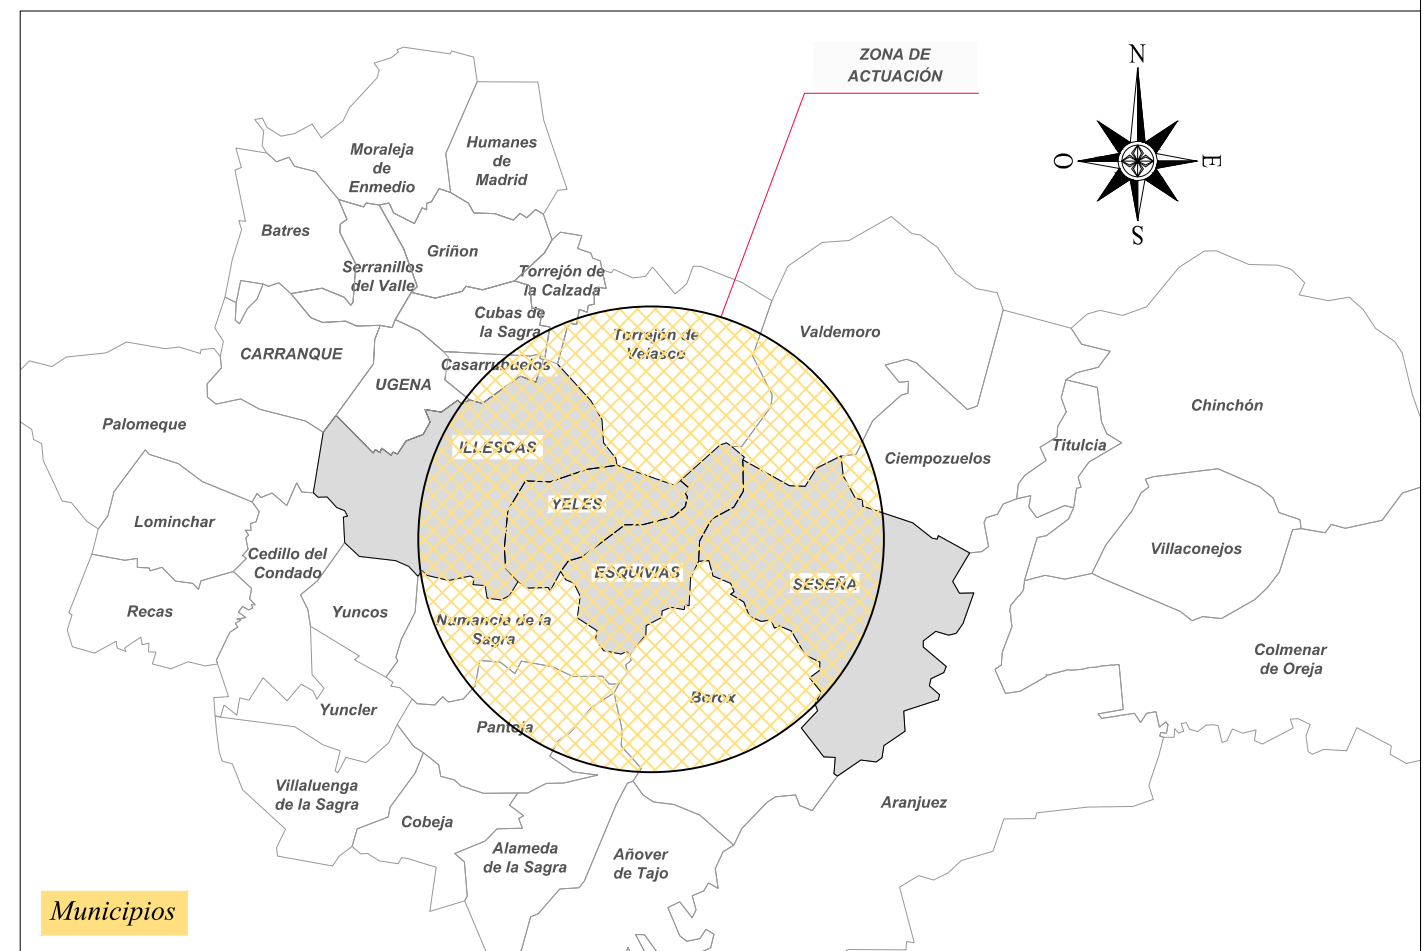 ZONA DE
ACTUACIÓN
N
O
E
S
Moraleja
de
Enmedio
Humanes
de
Madrid
Batres
Serranillos
del Valle
Griñon
Torrejón de
la Calzada
Cubas de
la Sagra
Torrejón de
Velasco
Valdemoro
CARRANQUE
UGENA
Casarrubuelos
Palomeque
ILLESCAS
Ciempozuelos
Titulcia
Chinchón
YELES
Lominchar
Cedillo del
Condado
ESQUIVIAS
SESEÑA
Villaconejos
Recas
Yuncos
Numancia de la
Sagra
Colmenar
de Oreja
Yuncler
Pantoja
Borox
Villaluenga
de la Sagra
Cobeja
Aranjuez
Alameda
de la Sagra
Añover
de Tajo
Municipios